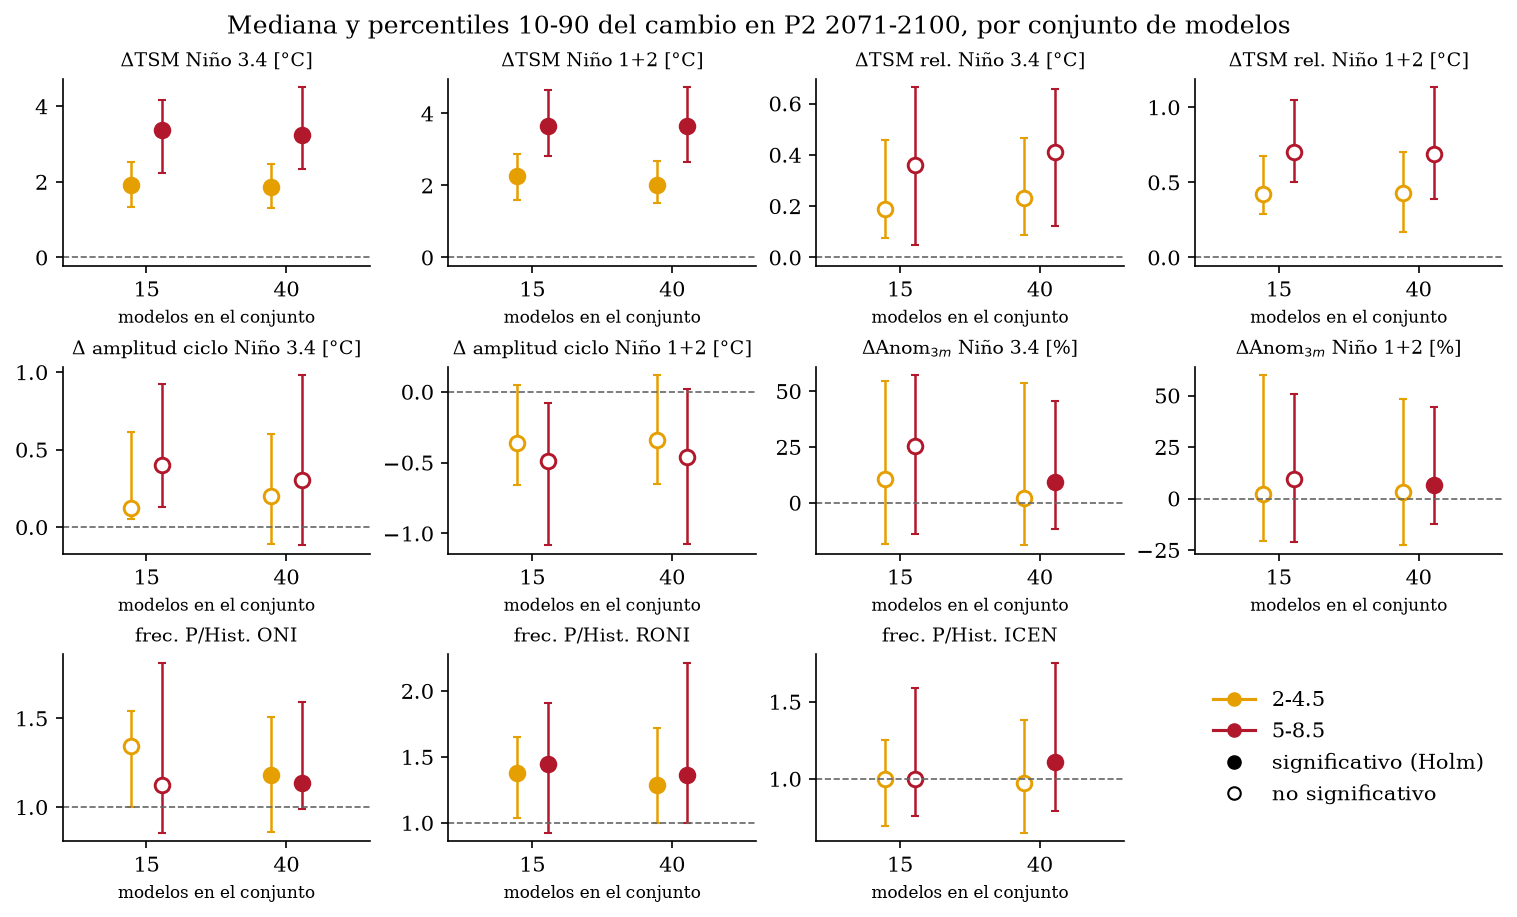 Mediana y percentiles 10-90 del cambio en P2 2071-2100, por conjunto de modelos
ΔTSM Niño 3.4 [°C]
4
2
0
15 40
modelos en el conjunto
ΔTSM Niño 1+2 [°C]
4
2
0
15 40
modelos en el conjunto
ΔTSM rel. Niño 3.4 [°C]
0.6
0.4
0.2
0.0
15 40
modelos en el conjunto
ΔTSM rel. Niño 1+2 [°C]
1.0
0.5
0.0
15 40
modelos en el conjunto
Δ amplitud ciclo Niño 3.4 [°C]
1.0
0.5
0.0
15 40
modelos en el conjunto
Δ amplitud ciclo Niño 1+2 [°C]
0.0
−0.5
−1.0
15 40
modelos en el conjunto
ΔAnom3m Niño 3.4 [%]
50
25
0
15 40
modelos en el conjunto
ΔAnom3m Niño 1+2 [%]
50
25
0
−25
15 40
modelos en el conjunto
frec. P/Hist. ONI
1.5
1.0
15 40
modelos en el conjunto
frec. P/Hist. RONI
2.0
1.5
1.0
15 40
modelos en el conjunto
frec. P/Hist. ICEN
1.5
1.0
15 40
modelos en el conjunto
2-4.5
5-8.5
significativo (Holm)
no significativo